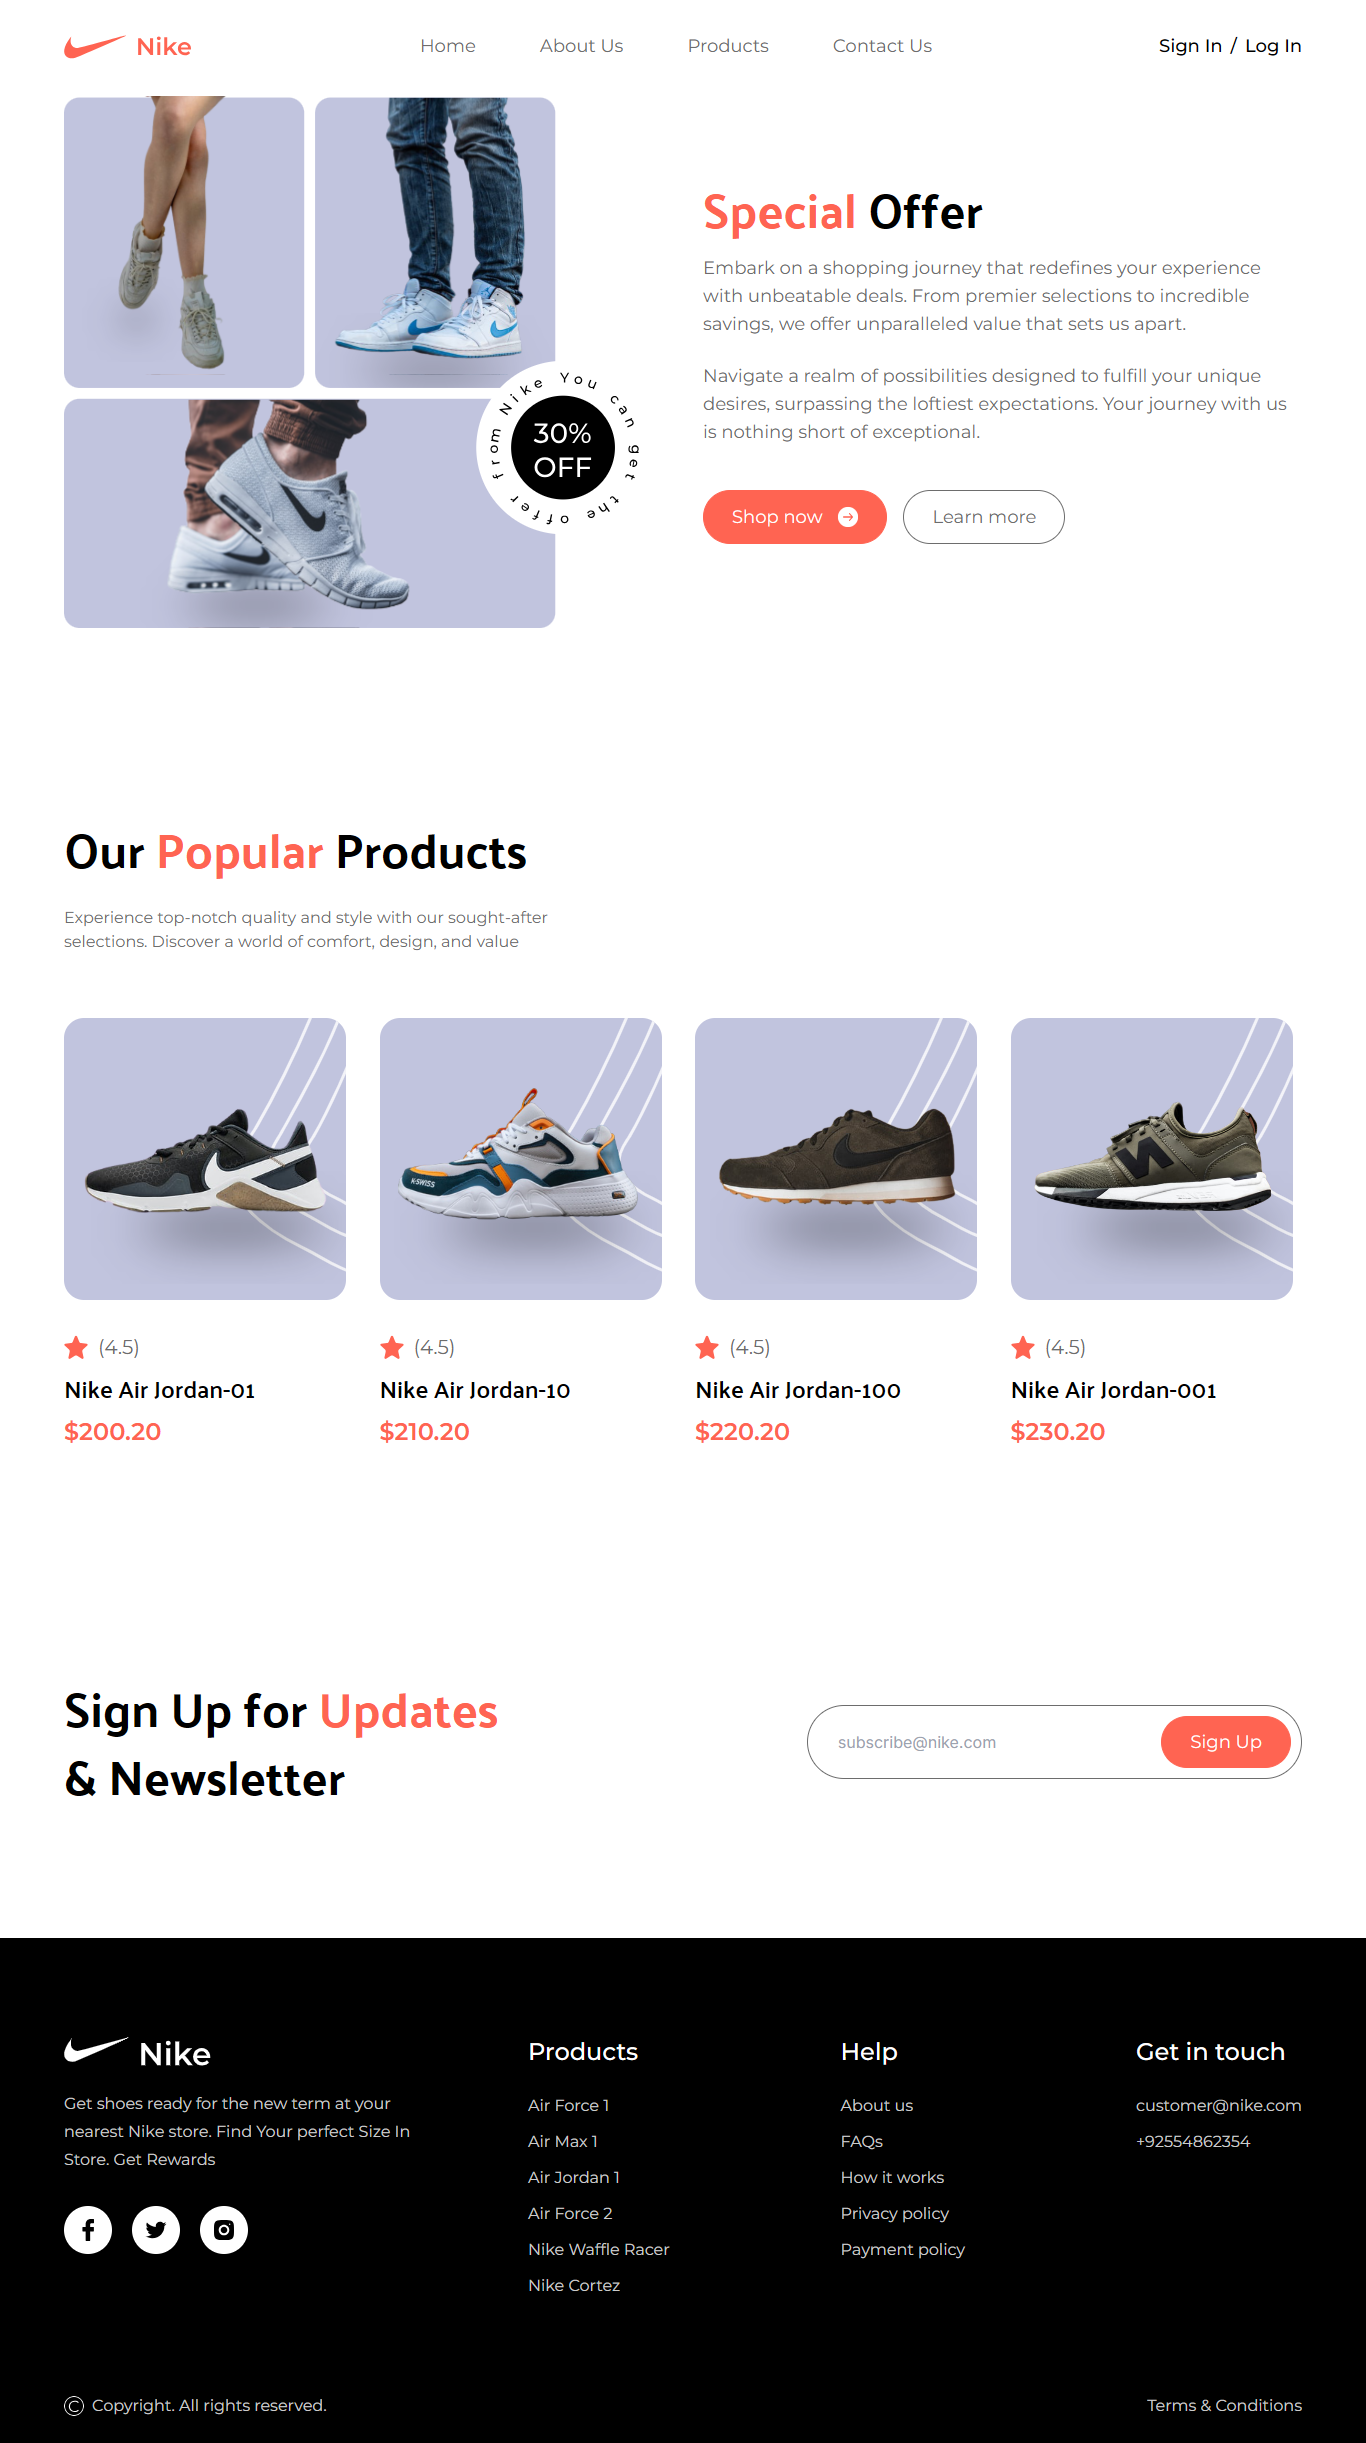 Nike
Home
About Us
Products
Contact Us
Sign In / Log In
Special Offer
Embark on a shopping journey that redefines your experience
with unbeatable deals. From premier selections to incredible
savings, we offer unparalleled value that sets us apart.
Navigate a realm of possibilities designed to fulfill your unique
desires, surpassing the loftiest expectations. Your journey with us
is nothing short of exceptional.
You can get the offer from Nike
30%
OFF
Shop now
Learn more
Our Popular Products
Experience top-notch quality and style with our sought-after
selections. Discover a world of comfort, design, and value
H-SWISS
(4.5)
Nike Air Jordan-01
$200.20
(4.5)
Nike Air Jordan-10
$210.20
(4.5)
Nike Air Jordan-100
$220.20
(4.5)
Nike Air Jordan-001
$230.20
Sign Up for Updates
& Newsletter
subscribe@nike.com
Sign Up
Nike
Get shoes ready for the new term at your
nearest Nike store. Find Your perfect Size In
Store. Get Rewards
Products
Air Force 1
Air Max 1
Air Jordan 1
Air Force 2
Nike Waffle Racer
Nike Cortez
Help
About us
FAQs
How it works
Privacy policy
Payment policy
Get in touch
customer@nike.com
+92554862354
© Copyright. All rights reserved.
Terms & Conditions